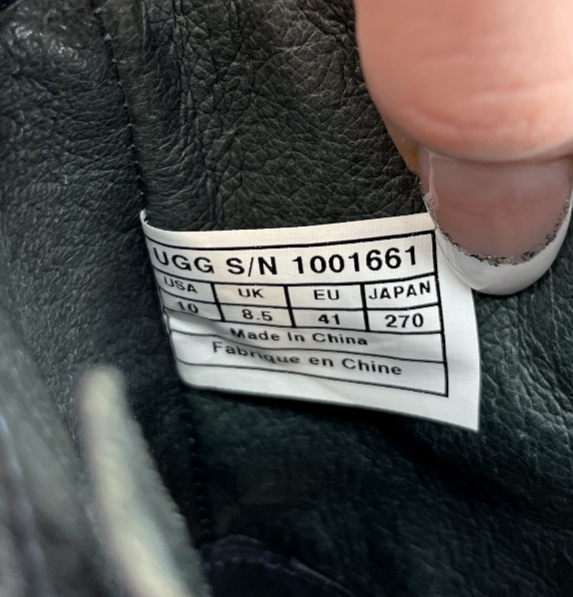 UGG S/N 1001661
USA UK EU JAPAN
10 8.5 41 270
Made In China
Fabrique en Chine